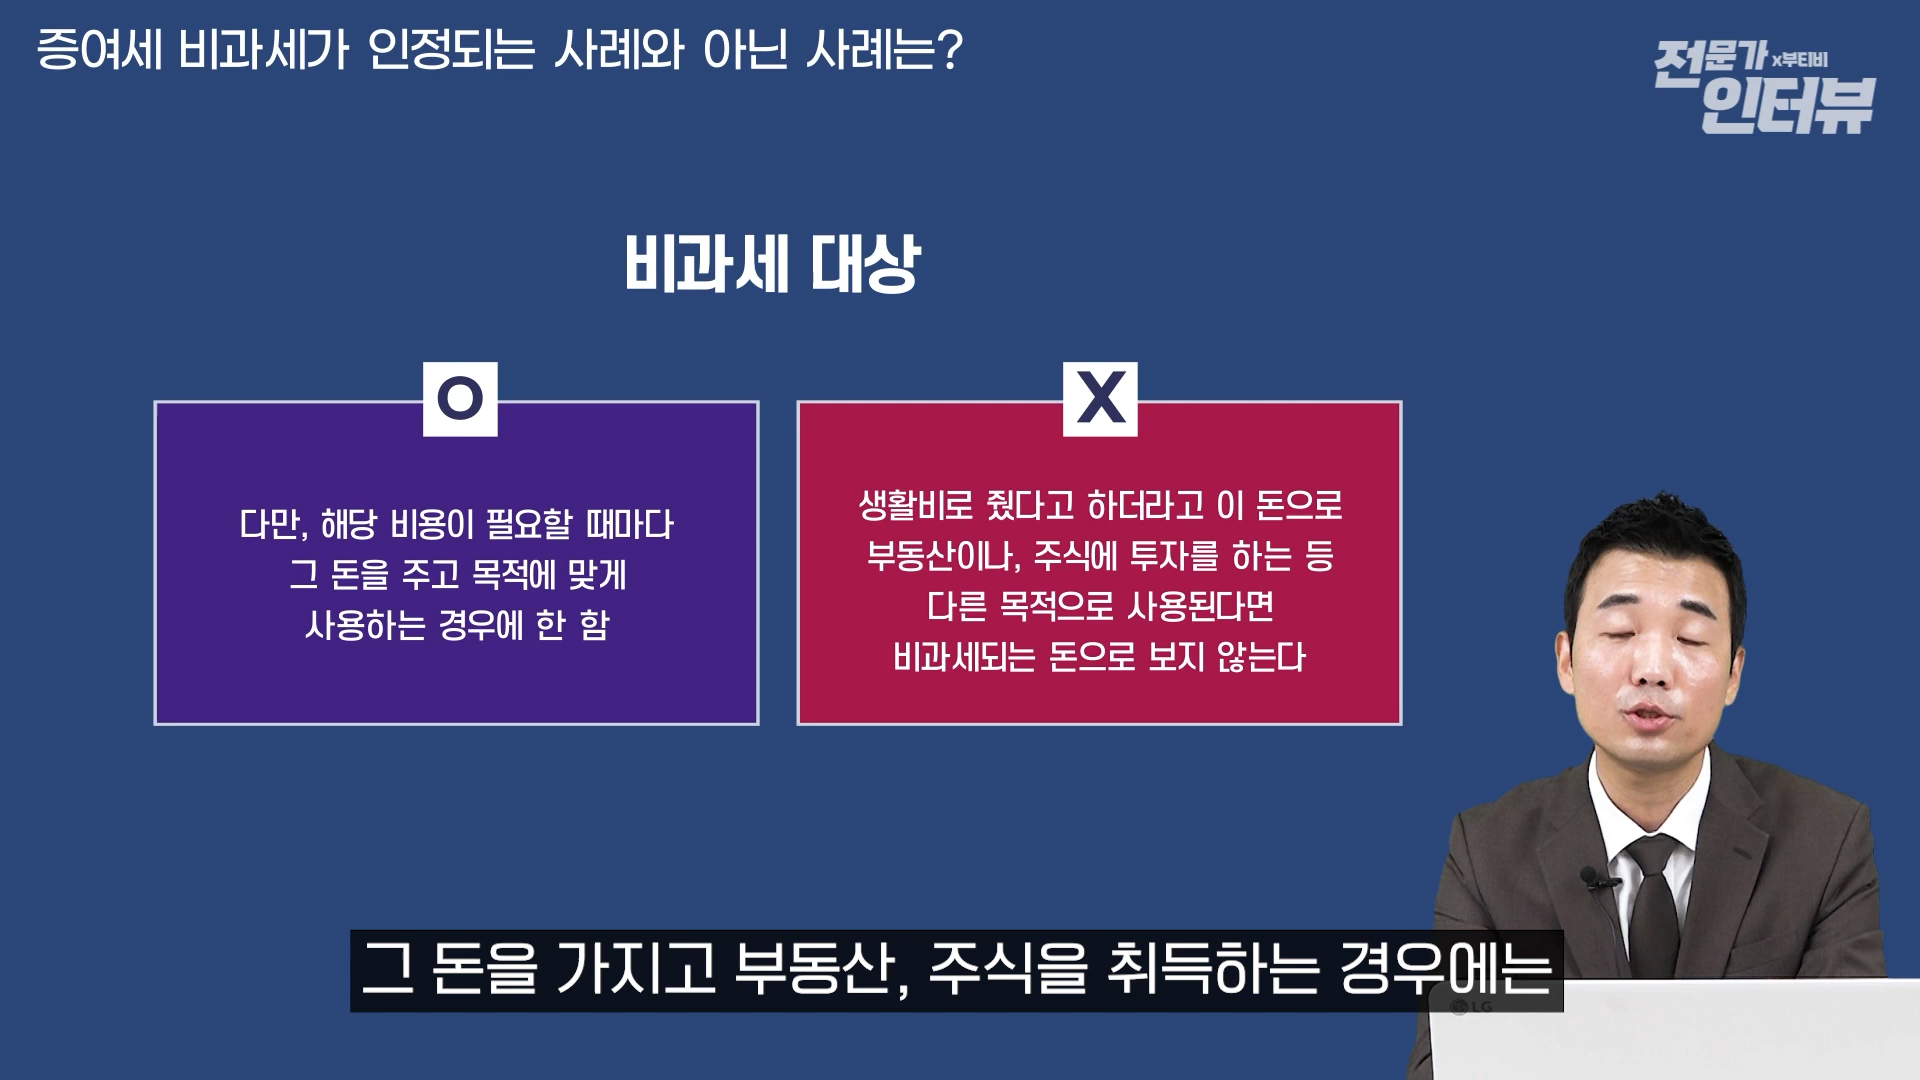 증여세 비과세가 인정되는 사례와 아닌 사례는?
전문가 x부티비
인터뷰
비과세 대상
O
다만, 해당 비용이 필요할 때마다
그 돈을 주고 목적에 맞게
사용하는 경우에 한 함
X
생활비로 줬다고 하더라고 이 돈으로
부동산이나, 주식에 투자를 하는 등
다른 목적으로 사용된다면
비과세되는 돈으로 보지 않는다
그 돈을 가지고 부동산, 주식을 취득하는 경우에는
LG